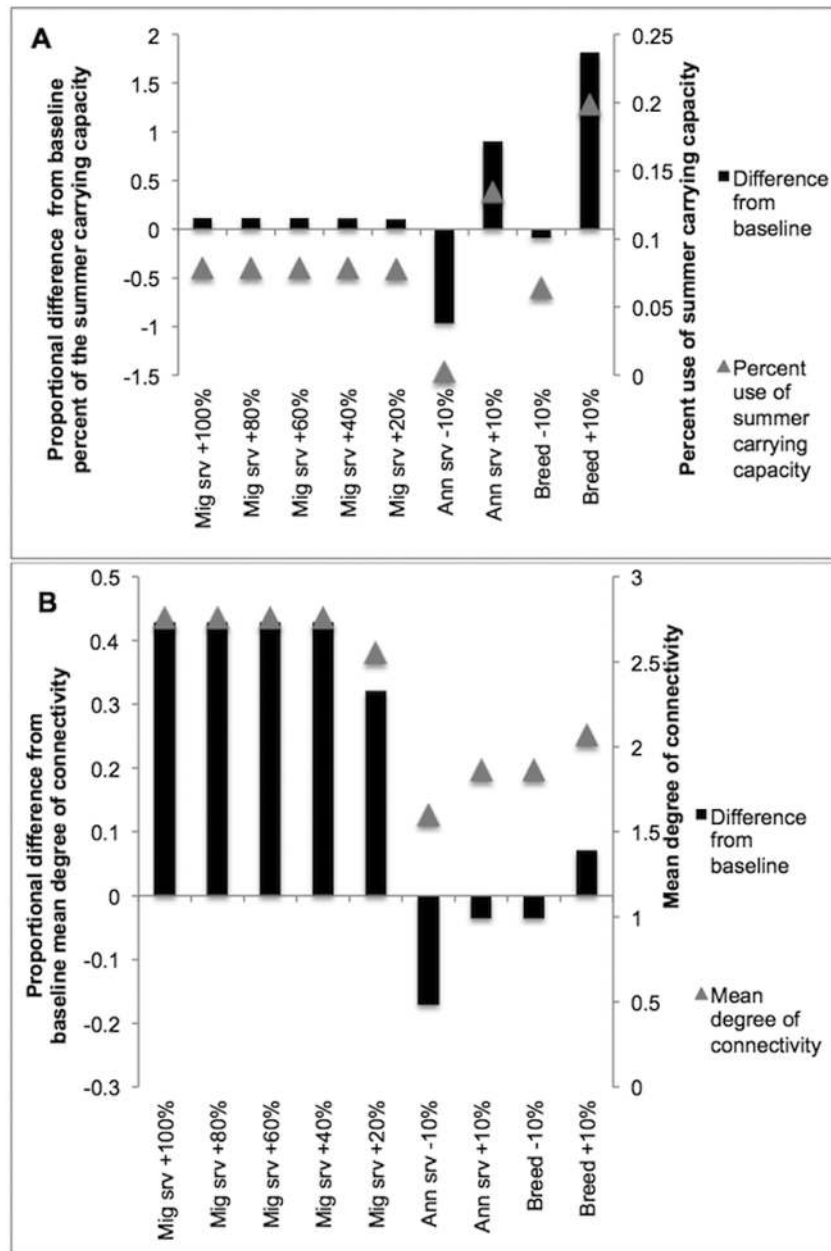 A
Proportional difference from baseline
percent of the summer carrying capacity
2
1.5
1
0.5
0
-0.5
-1
-1.5
0.25
0.2
0.15
0.1
0.05
0
Percent use of summer carrying capacity
Difference
from
baseline
Percent
use of
summer
carrying
capacity
Mig srv +100%
Mig srv +80%
Mig srv +60%
Mig srv +40%
Mig srv +20%
Ann srv -10%
Ann srv +10%
Breed -10%
Breed +10%
B
Proportional difference from
baseline mean degree of connectivity
0.5
0.4
0.3
0.2
0.1
0
-0.1
-0.2
-0.3
3
2.5
2
1.5
1
0.5
0
Mean degree of connectivity
Difference
from
baseline
Mean
degree of
connectivity
Mig srv +100%
Mig srv +80%
Mig srv +60%
Mig srv +40%
Mig srv +20%
Ann srv -10%
Ann srv +10%
Breed -10%
Breed +10%